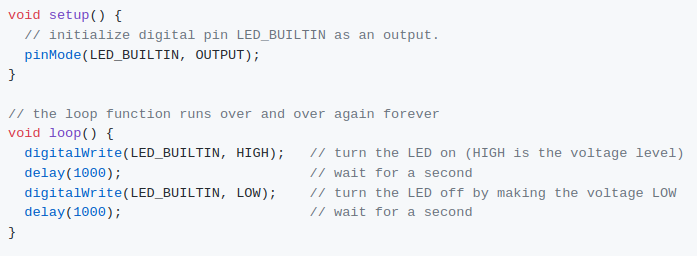 void setup() {
  // initialize digital pin LED_BUILTIN as an output.
  pinMode(LED_BUILTIN, OUTPUT);
}

// the loop function runs over and over again forever
void loop() {
  digitalWrite(LED_BUILTIN, HIGH);   // turn the LED on (HIGH is the voltage level)
  delay(1000);                       // wait for a second
  digitalWrite(LED_BUILTIN, LOW);    // turn the LED off by making the voltage LOW
  delay(1000);                       // wait for a second
}